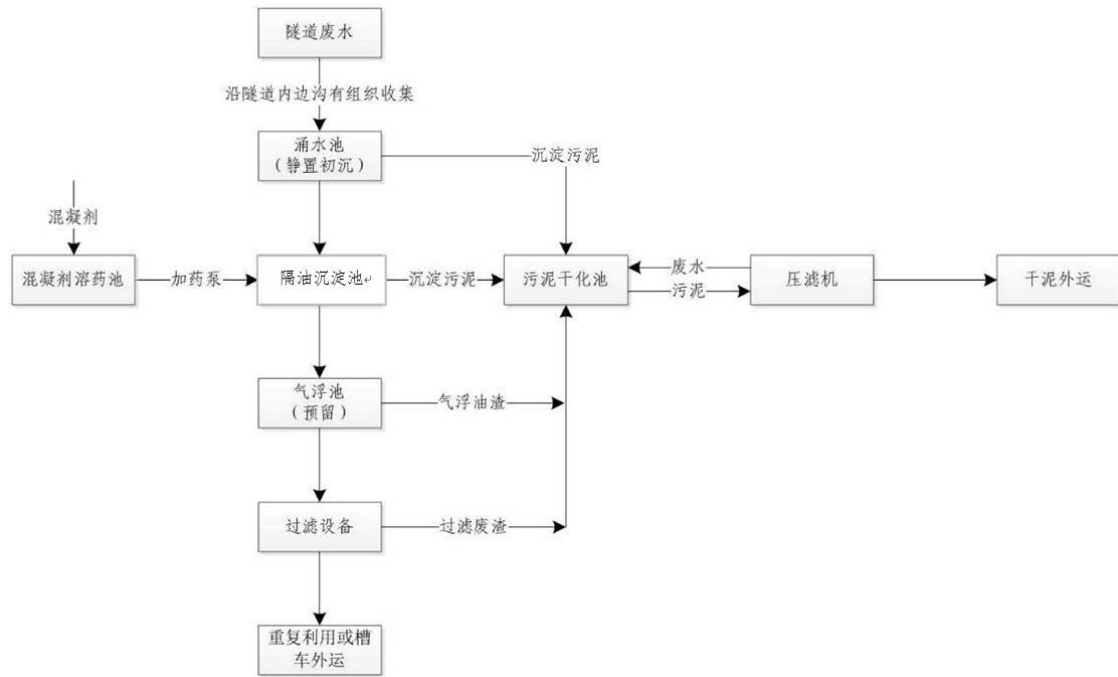 隧道废水
沿隧道内边沟有组织收集
涌水池
（静置初沉）
沉淀污泥
混凝剂
混凝剂溶药池
加药泵
隔油沉淀池
沉淀污泥
污泥干化池
废水
污泥
压滤机
干泥外运
气浮池
（预留）
气浮油渣
过滤设备
过滤废渣
重复利用或槽
车外运